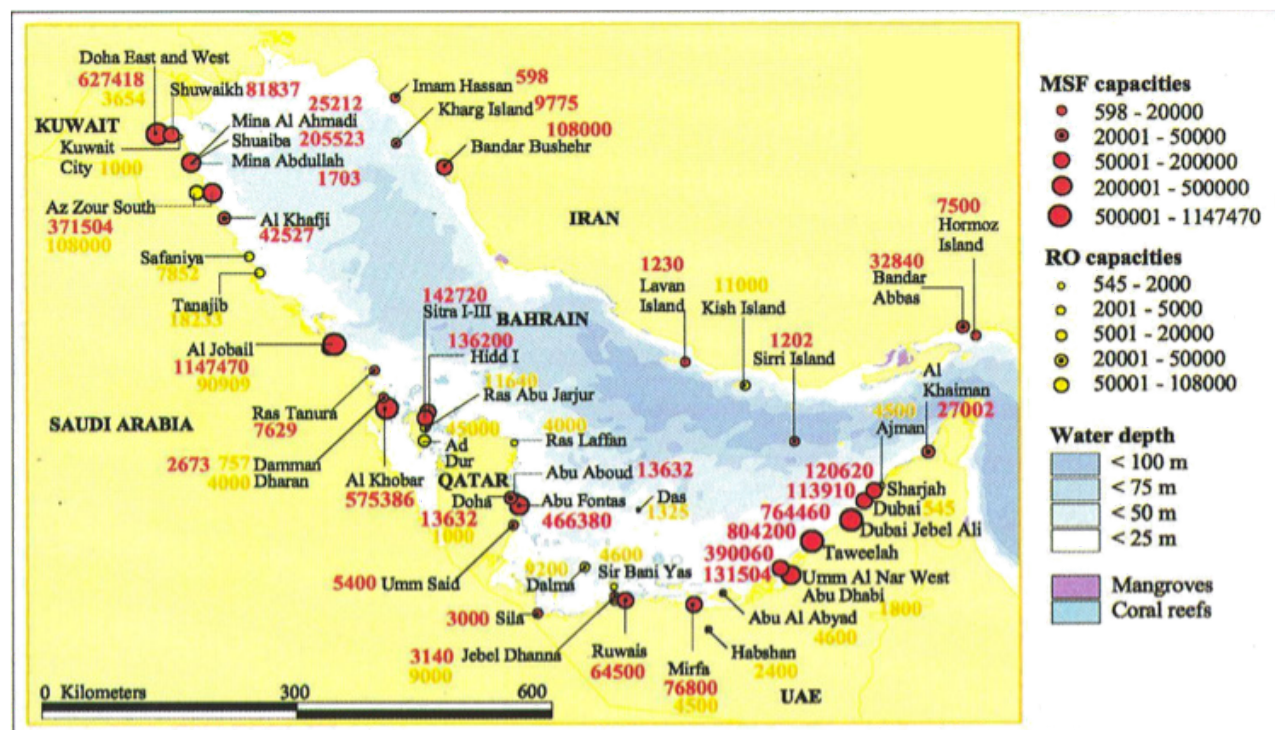 Doha East and West
627418
3654
Shuwaikh 81837
25212
Mina Al Ahmadi
KUWAIT
Shuaiba 205523
Kuwait
City 1000
Mina Abdullah
1703
Az Zour South
371504
108000
Al Khafji
42527
Safaniya
7852
Tanajib
18233
Al Jobail
1147470
90909
Ras Tanura
7629
SAUDI ARABIA
2673 757 Damman
4000 Dharan
Al Khobar
575386
Imam Hassan 598
Kharg Island 9775
108000
Bandar Bushehr
IRAN
142720
Sitra I-III
BAHRAIN
136200
Hidd I
11640
Ras Abu Jarjur
45000
Ad
Dur
4000
Ras Laffan
QATAR
Abu Aboud 13632
Doha
13632
1000
Abu Fontas
466380
5400 Umm Said
Das
1325
1230
Lavan
Island
11000
Kish Island
1202
Sirri Island
7500
Hormoz
Island
32840
Bandar
Abbas
Al
Khaiman
27002
4500
Ajman
120620
Sharjah
113910
Dubai 545
764460
Dubai Jebel Ali
804200
Taweelah
390060
131504
Umm Al Nar West
Abu Dhabi
1800
Abu Al Abyad
4600
Habshan
2400
4600
Sir Bani Yas
9200
Dalma
3000 Sila
3140 Jebel Dhanna
9000
Ruwais
64500
Mirfa
76800
4500
UAE
0 Kilometers 300 600
MSF capacities
598 - 20000
20001 - 50000
50001 - 200000
200001 - 500000
500001 - 1147470
RO capacities
545 - 2000
2001 - 5000
5001 - 20000
20001 - 50000
50001 - 108000
Water depth
< 100 m
< 75 m
< 50 m
< 25 m
Mangroves
Coral reefs